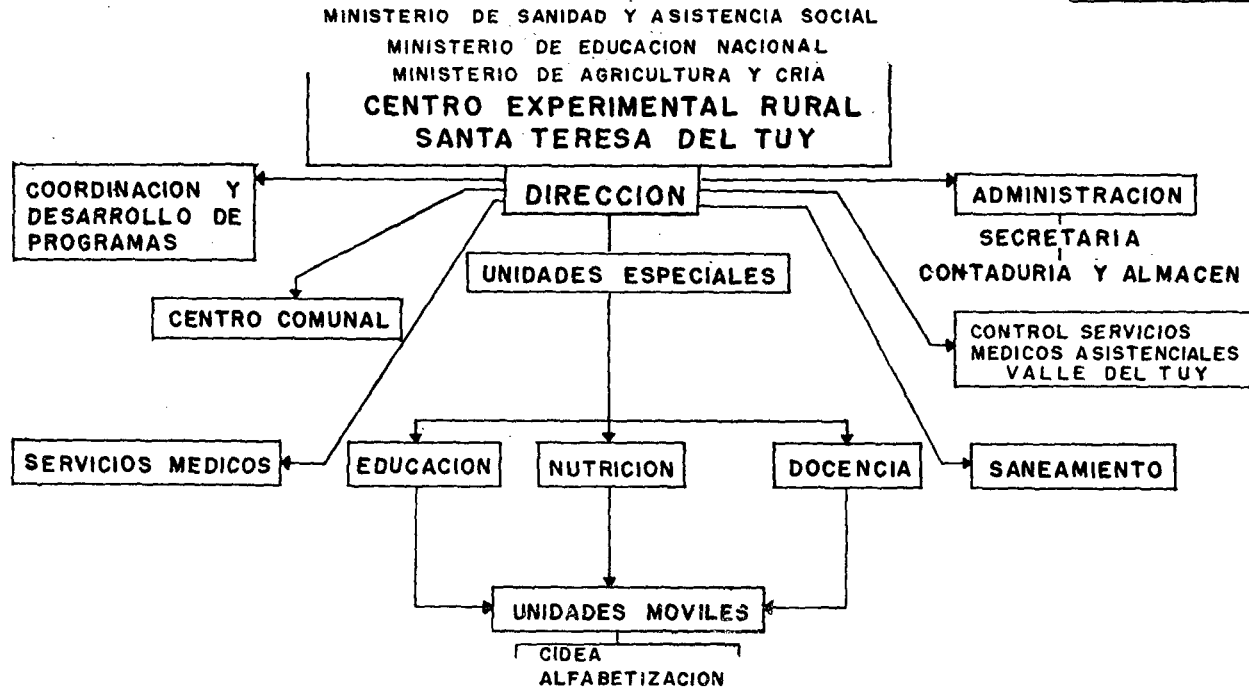 MINISTERIO DE SANIDAD Y ASISTENCIA SOCIAL
MINISTERIO DE EDUCACION NACIONAL
MINISTERIO DE AGRICULTURA Y CRIA
CENTRO EXPERIMENTAL RURAL
SANTA TERESA DEL TUY
DIRECCION
COORDINACION Y
DESARROLLO DE
PROGRAMAS
ADMINISTRACION
SECRETARIA
CONTADURIA Y ALMACEN
UNIDADES ESPECIALES
CENTRO COMUNAL
CONTROL SERVICIOS
MEDICOS ASISTENCIALES
VALLE DEL TUY
SERVICIOS MEDICOS
EDUCACION
NUTRICION
DOCENCIA
SANEAMIENTO
UNIDADES MOVILES
CIDEA
ALFABETIZACION